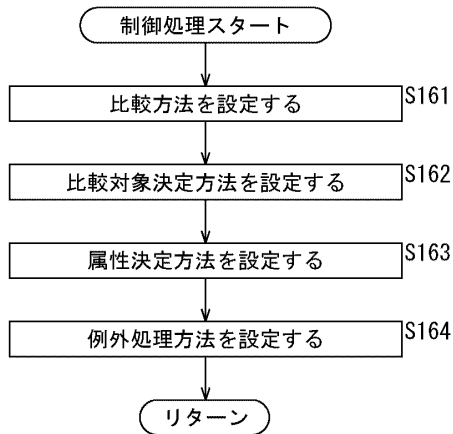 制御処理スタート
比較方法を設定する S161
比較対象決定方法を設定する S162
属性決定方法を設定する S163
例外処理方法を設定する S164
リターン